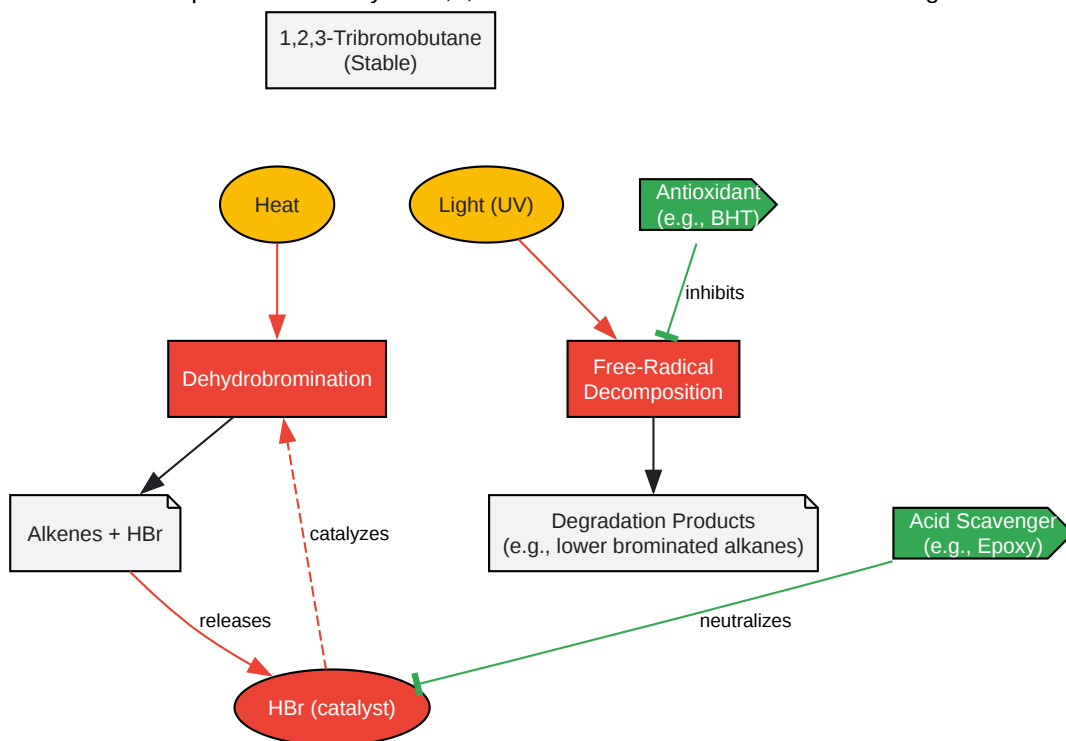 1,2,3-Tribromobutane
(Stable)
Heat
Light (UV)
Antioxidant
(e.g., BHT)
inhibits
Dehydrobromination
Free-Radical
Decomposition
Alkenes + HBr
catalyzes
Degradation Products
(e.g., lower brominated alkanes)
Acid Scavenger
(e.g., Epoxy)
releases
neutralizes
HBr (catalyst)